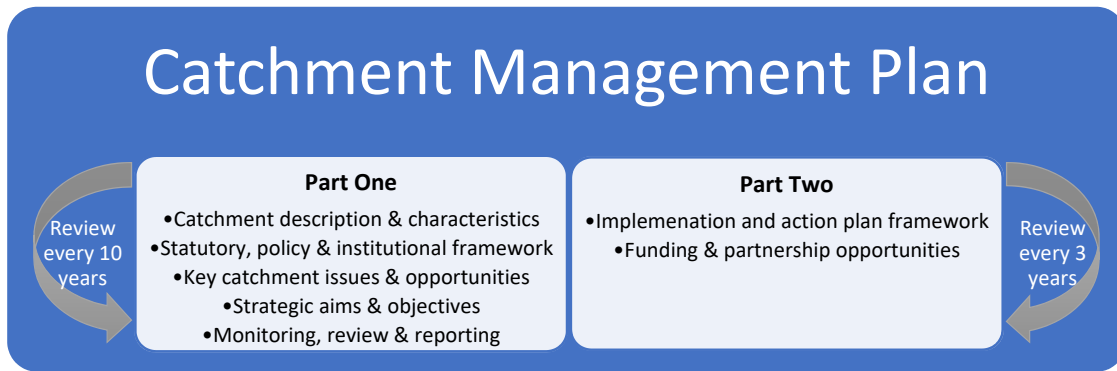 Catchment Management Plan
Review
every 10
years
Part One
•Catchment description & characteristics
•Statutory, policy & institutional framework
•Key catchment issues & opportunities
•Strategic aims & objectives
•Monitoring, review & reporting
Part Two
•Implemenation and action plan framework
•Funding & partnership opportunities
Review
every 3
years